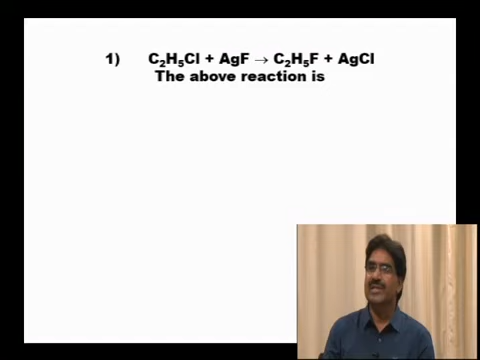 1) C₂H₅Cl + AgF → C₂H₅F + AgCl
The above reaction is